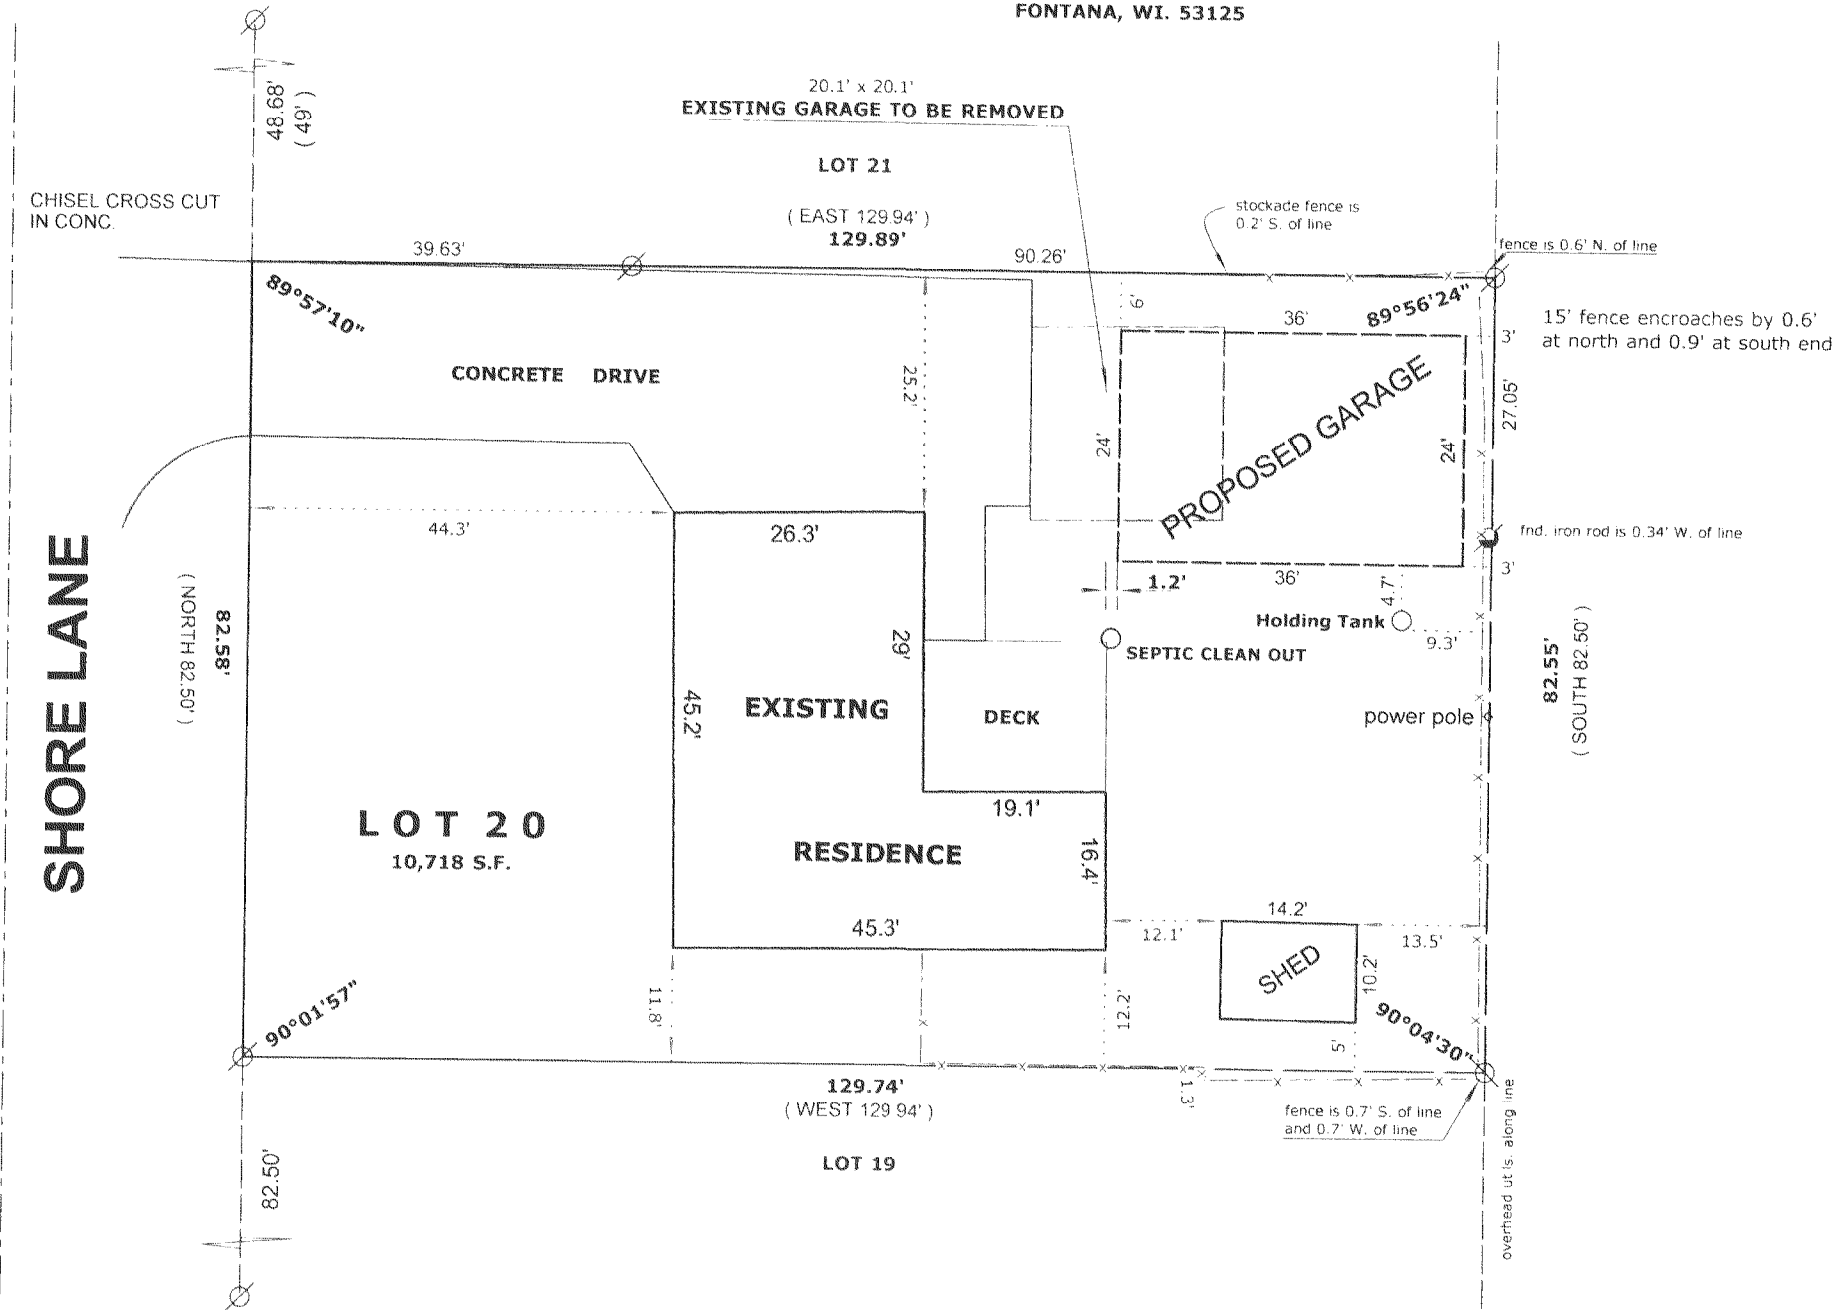 FONTANA, WI. 53125
48.68'
( 49' )
20.1' x 20.1'
EXISTING GARAGE TO BE REMOVED
LOT 21
CHISEL CROSS CUT
IN CONC.
( EAST 129.94' )
129.89'
39.63'
90.26'
stockade fence is
0.2' S. of line
fence is 0.6' N. of line
89°57'10"
89°56'24"
6'
36'
3'
15' fence encroaches by 0.6'
at north and 0.9' at south end
CONCRETE DRIVE
25.2'
27.05'
24'
PROPOSED GARAGE
24'
44.3'
26.3'
fnd. iron rod is 0.34' W. of line
3'
1.2'
36'
4.7'
Holding Tank
9.3'
SEPTIC CLEAN OUT
SHORE LANE
( NORTH 82.50' )
82.58'
29'
45.2'
EXISTING
DECK
power pole
82.55'
( SOUTH 82.50' )
19.1'
LOT 20
10,718 S.F.
RESIDENCE
16.4'
45.3'
12.1'
14.2'
13.5'
SHED
10.2'
90°01'57"
11.8'
12.2'
90°04'30"
5'
129.74'
( WEST 129.94' )
1.3'
fence is 0.7' S. of line
and 0.7' W. of line
LOT 19
82.50'
overhead utls. along line